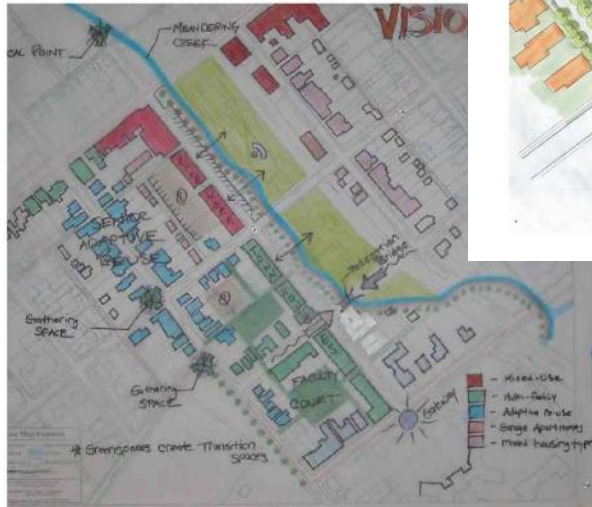 VISIO
CAL POINT
MEANDERING
CREEK
SENIOR
ADAPTIVE
REUSE
Pedestrian
Bridge
Gathering
SPACE
Gathering
SPACE
FACULTY
COURT
Gateway
- Mixed-Use
- Multi-family
- Adaptive Re-use
- Garage Apartments
- Mixed housing type
* Greenspaces create Transition
Spaces